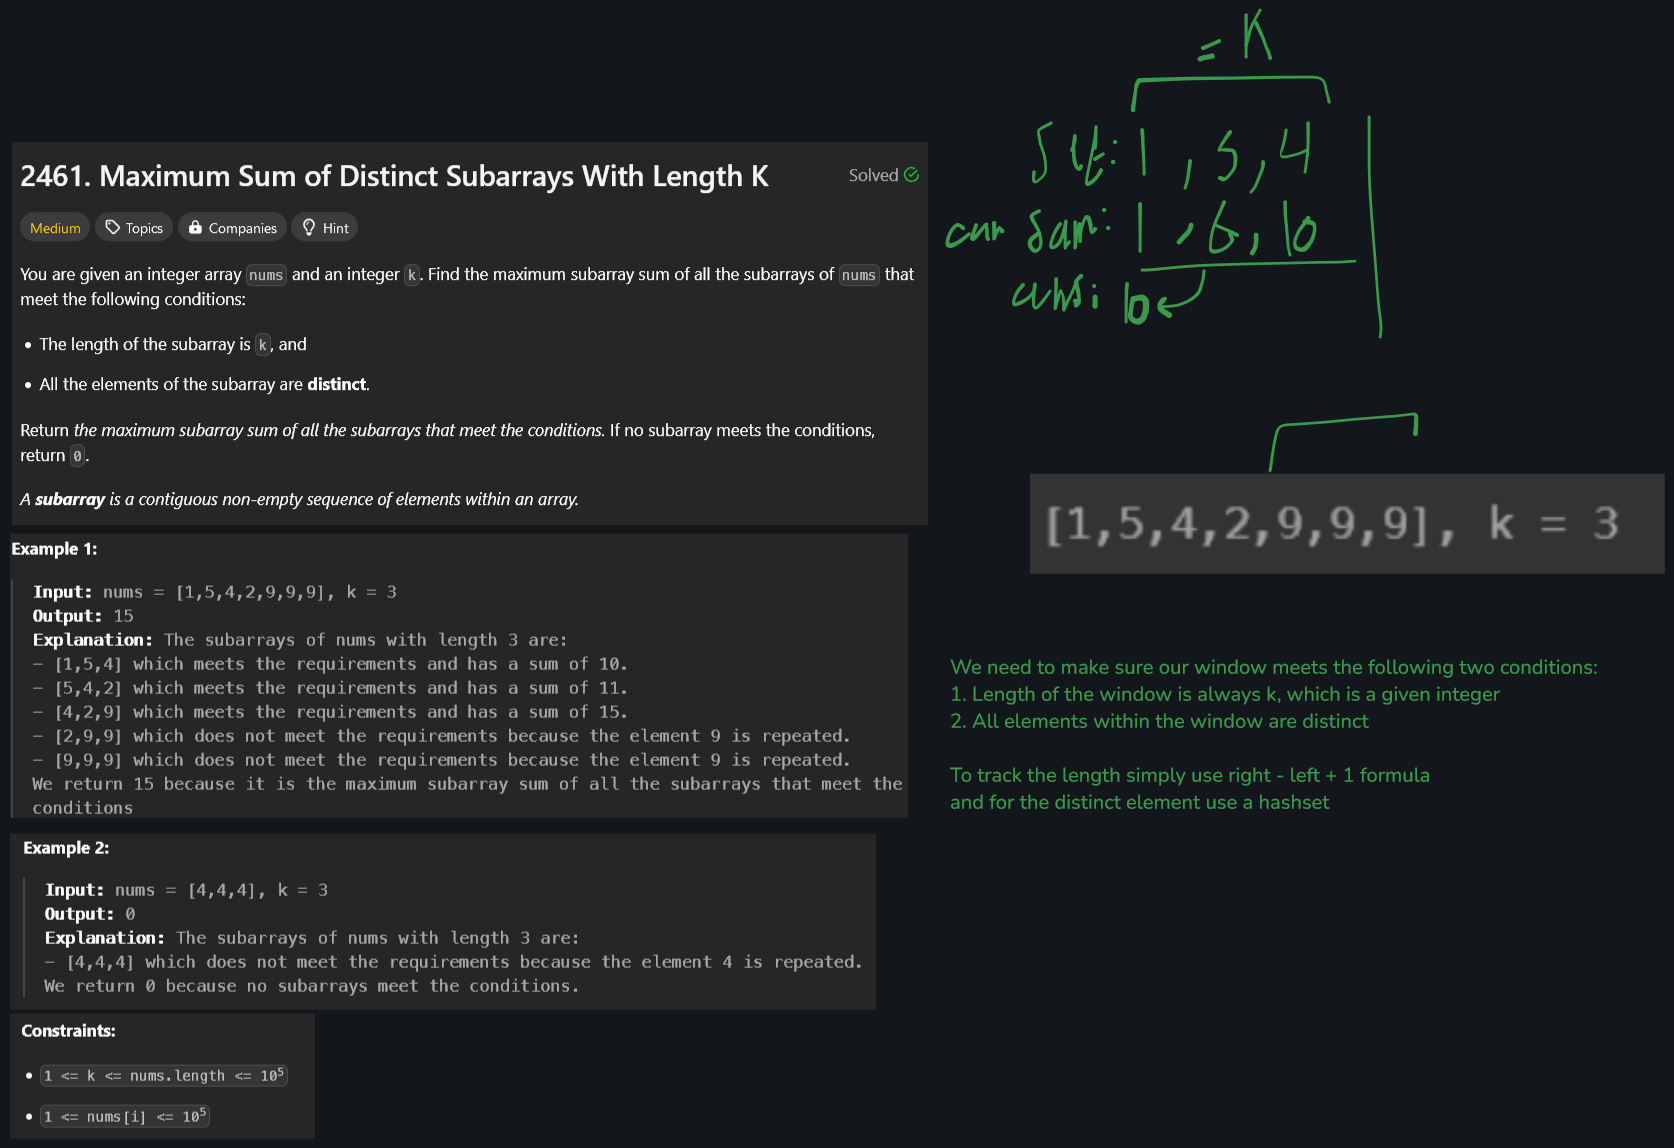 2461. Maximum Sum of Distinct Subarrays With Length K
Solved
Medium
Topics
Companies
Hint
You are given an integer array nums and an integer k. Find the maximum subarray sum of all the subarrays of nums that
meet the following conditions:
• The length of the subarray is k, and
• All the elements of the subarray are distinct.
Return the maximum subarray sum of all the subarrays that meet the conditions. If no subarray meets the conditions,
return 0.
A subarray is a contiguous non-empty sequence of elements within an array.
Example 1:
Input: nums = [1,5,4,2,9,9,9], k = 3
Output: 15
Explanation: The subarrays of nums with length 3 are:
- [1,5,4] which meets the requirements and has a sum of 10.
- [5,4,2] which meets the requirements and has a sum of 11.
- [4,2,9] which meets the requirements and has a sum of 15.
- [2,9,9] which does not meet the requirements because the element 9 is repeated.
- [9,9,9] which does not meet the requirements because the element 9 is repeated.
We return 15 because it is the maximum subarray sum of all the subarrays that meet the
conditions
Example 2:
Input: nums = [4,4,4], k = 3
Output: 0
Explanation: The subarrays of nums with length 3 are:
- [4,4,4] which does not meet the requirements because the element 4 is repeated.
We return 0 because no subarrays meet the conditions.
Constraints:
• 1 <= k <= nums.length <= 10⁵
• 1 <= nums[i] <= 10⁵
= K
Set: 1, 5, 4
curr sum: 1, 6, 10
ans: 10
[1,5,4,2,9,9,9], k = 3
We need to make sure our window meets the following two conditions:
1. Length of the window is always k, which is a given integer
2. All elements within the window are distinct
To track the length simply use right - left + 1 formula
and for the distinct element use a hashset